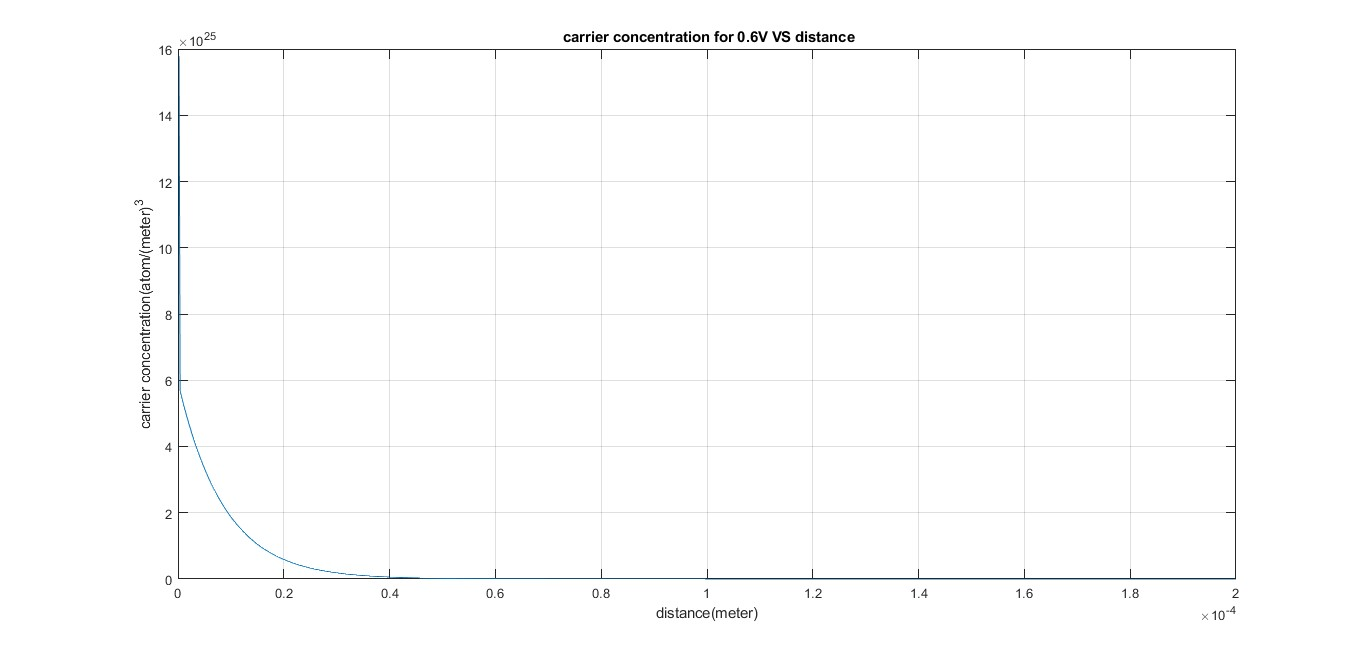 carrier concentration for 0.6V VS distance
×10^25
16
14
12
10
8
6
4
2
0
carrier concentration(atom/(meter)^3
0 0.2 0.4 0.6 0.8 1 1.2 1.4 1.6 1.8 2
×10^-4
distance(meter)